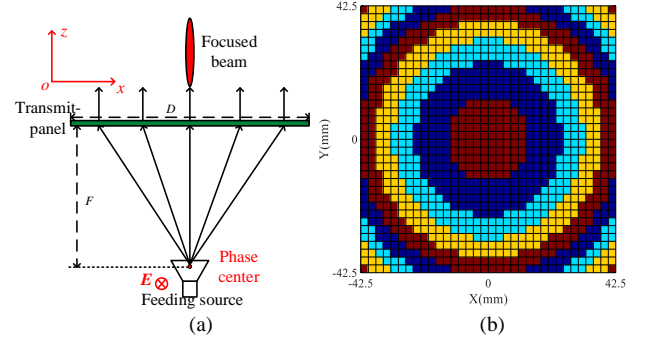 z
o
x
Focused
beam
Transmit-
panel
D
F
Phase
center
E
Feeding source
(a)
42.5
Y(mm)
0
-42.5
-42.5
0
42.5
X(mm)
(b)